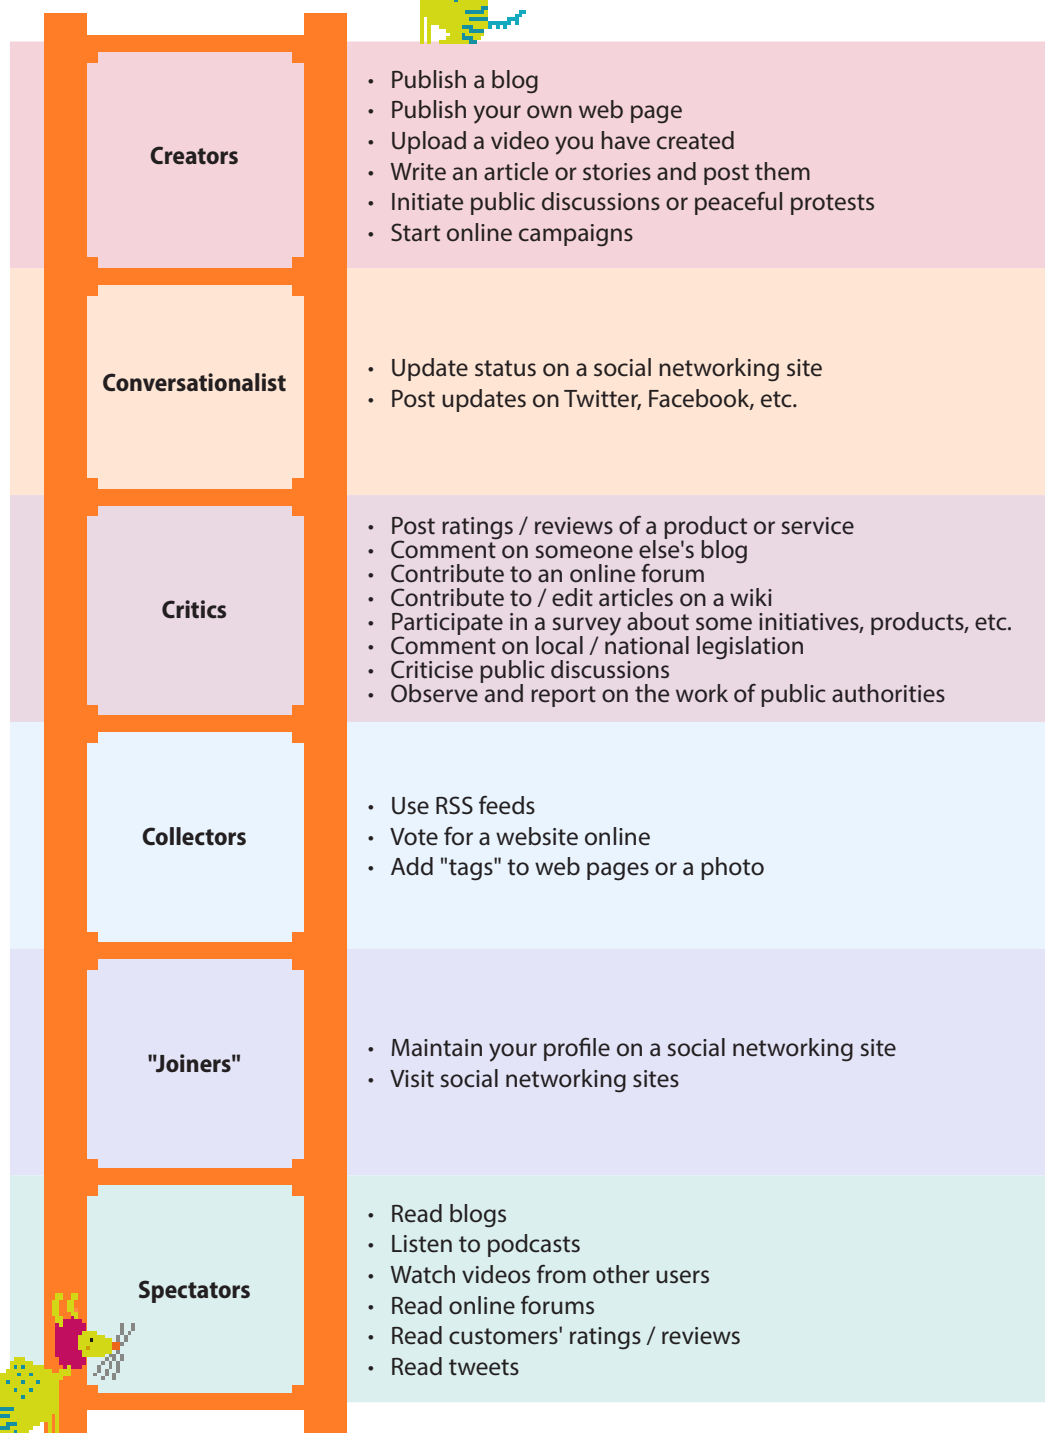 Creators
• Publish a blog
• Publish your own web page
• Upload a video you have created
• Write an article or stories and post them
• Initiate public discussions or peaceful protests
• Start online campaigns
Conversationalist
• Update status on a social networking site
• Post updates on Twitter, Facebook, etc.
Critics
• Post ratings / reviews of a product or service
• Comment on someone else's blog
• Contribute to an online forum
• Contribute to / edit articles on a wiki
• Participate in a survey about some initiatives, products, etc.
• Comment on local / national legislation
• Criticise public discussions
• Observe and report on the work of public authorities
Collectors
• Use RSS feeds
• Vote for a website online
• Add "tags" to web pages or a photo
"Joiners"
• Maintain your profile on a social networking site
• Visit social networking sites
Spectators
• Read blogs
• Listen to podcasts
• Watch videos from other users
• Read online forums
• Read customers' ratings / reviews
• Read tweets